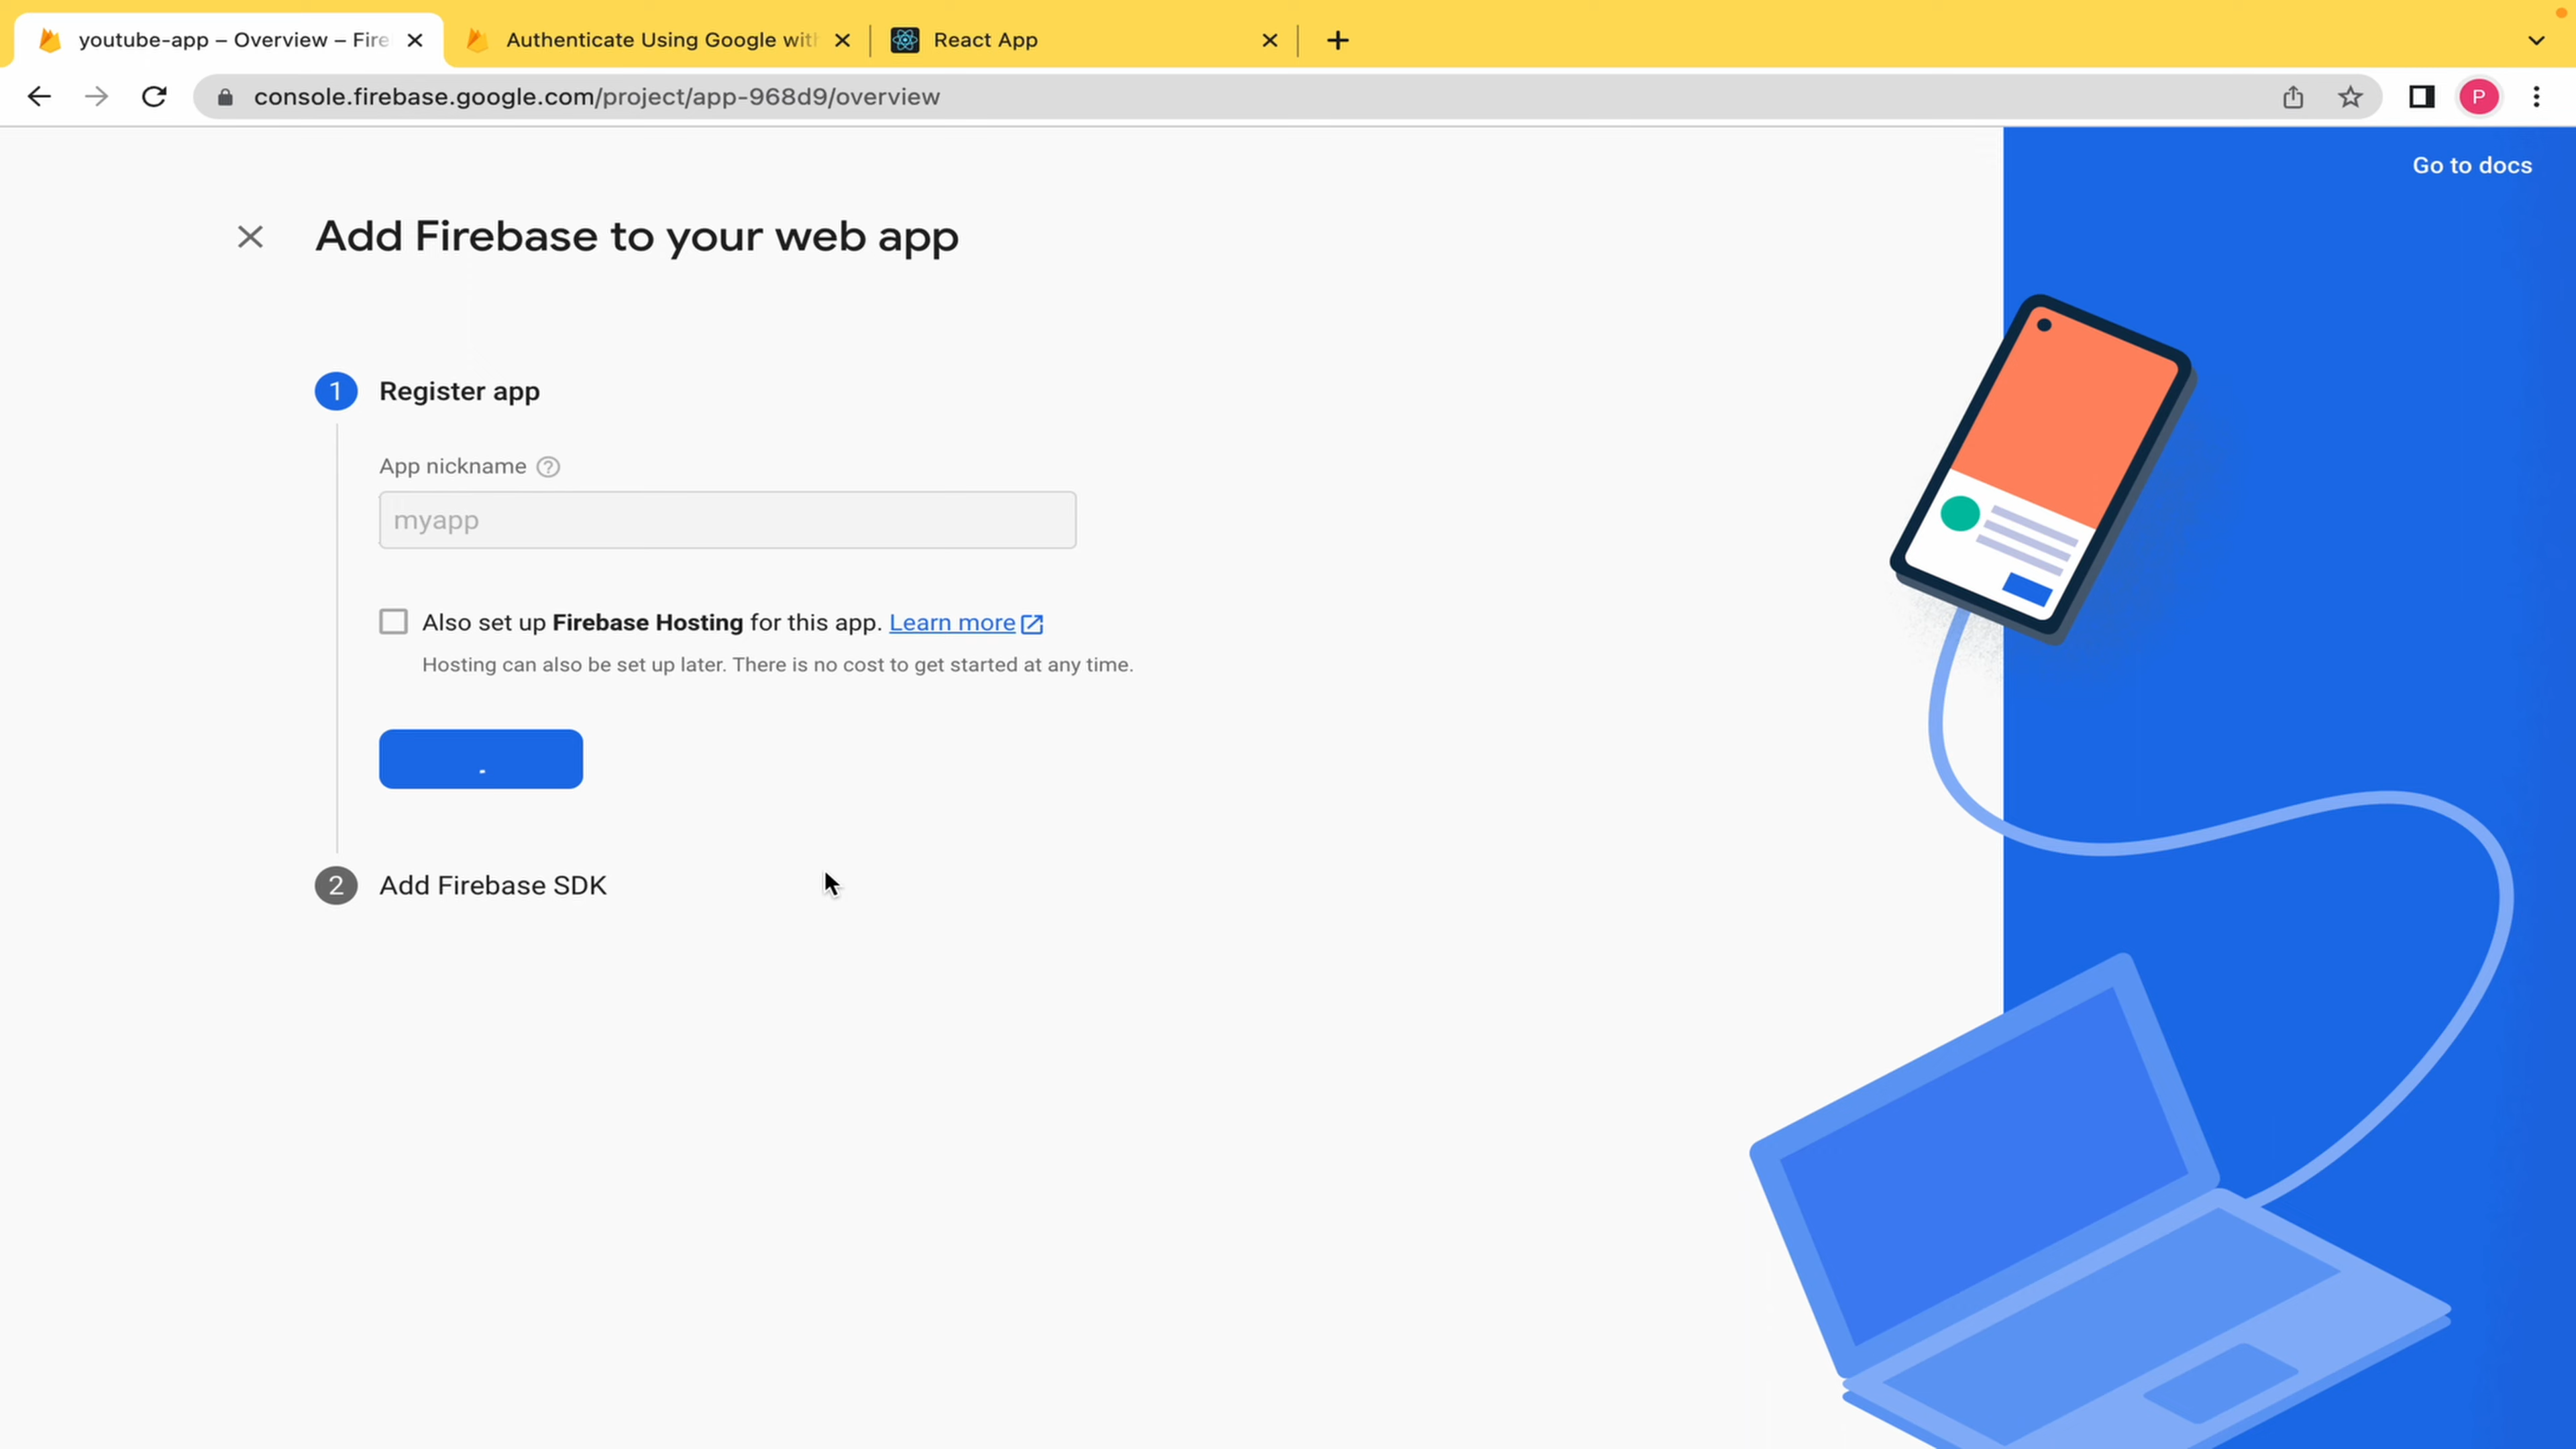 youtube-app – Overview – Fire
Authenticate Using Google with
React App
console.firebase.google.com/project/app-968d9/overview
P
Go to docs
Add Firebase to your web app
1 Register app
App nickname ?
myapp
Also set up Firebase Hosting for this app. Learn more
Hosting can also be set up later. There is no cost to get started at any time.
2 Add Firebase SDK